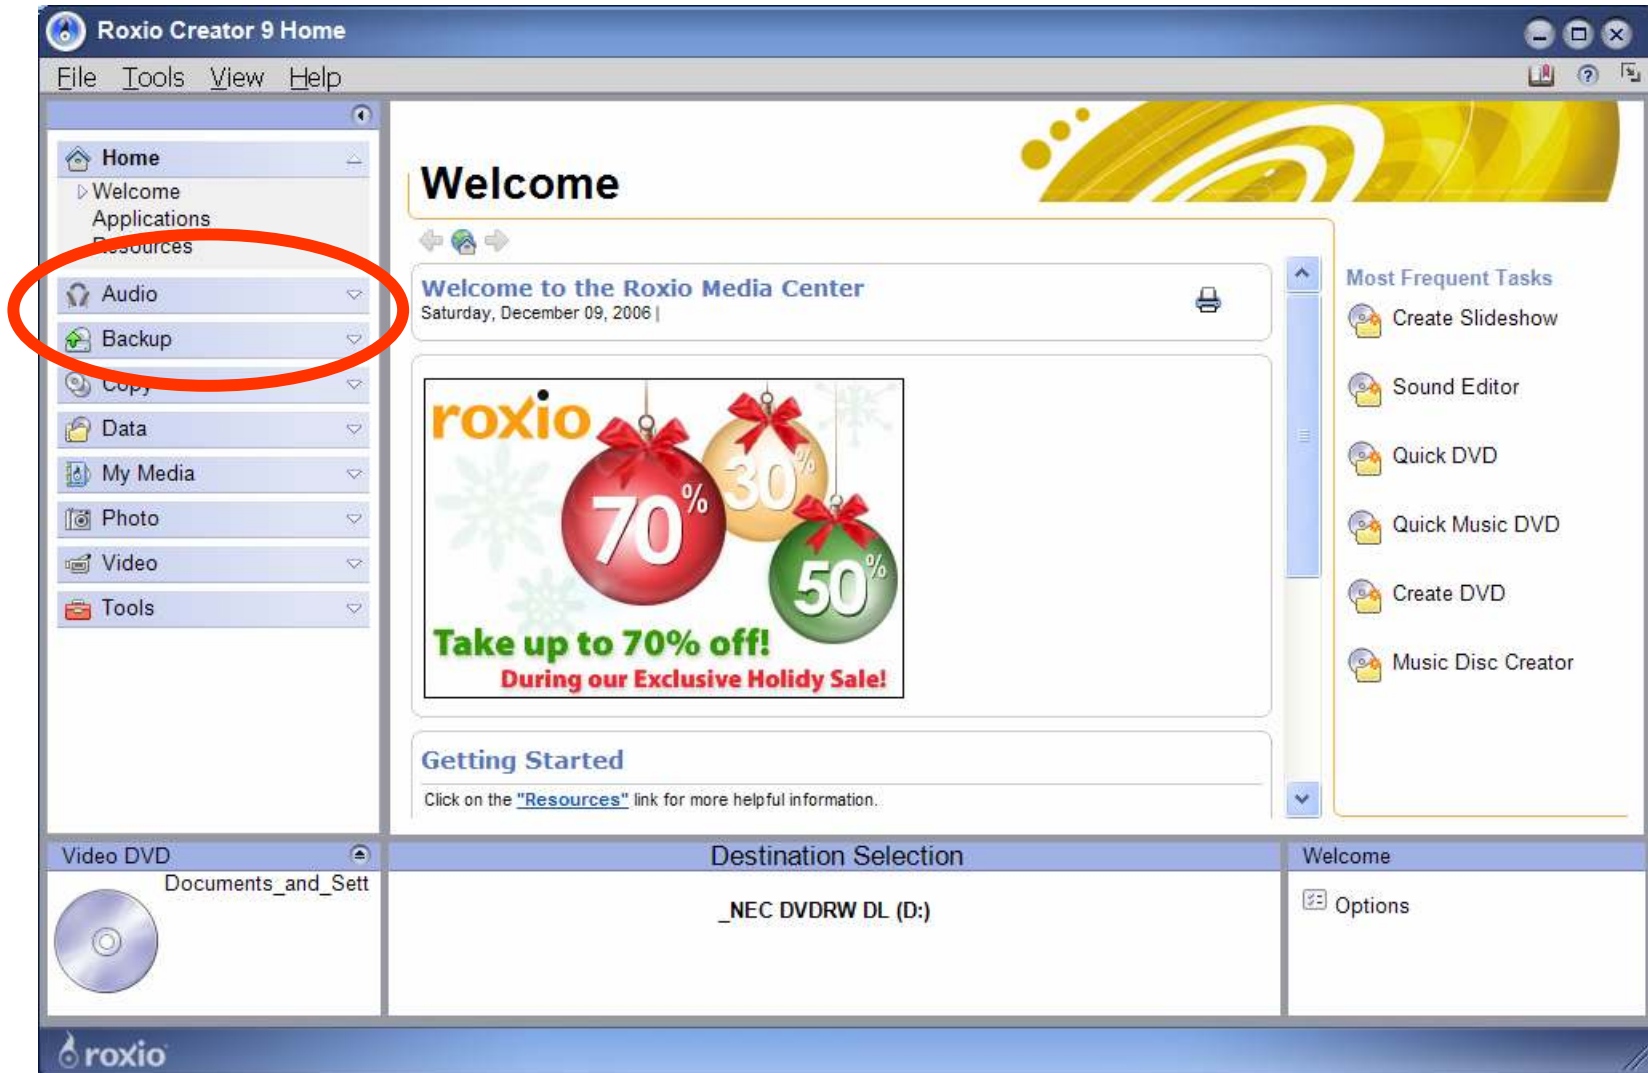 Roxio Creator 9 Home
File Tools View Help
Home
Welcome
Applications
Resources
Audio
Backup
Copy
Data
My Media
Photo
Video
Tools
Welcome
Welcome to the Roxio Media Center
Saturday, December 09, 2006 |
roxio
70%
30%
50%
Take up to 70% off!
During our Exclusive Holidy Sale!
Getting Started
Click on the "Resources" link for more helpful information.
Most Frequent Tasks
Create Slideshow
Sound Editor
Quick DVD
Quick Music DVD
Create DVD
Music Disc Creator
Video DVD
Documents_and_Sett
Destination Selection
_NEC DVDRW DL (D:)
Welcome
Options
roxio